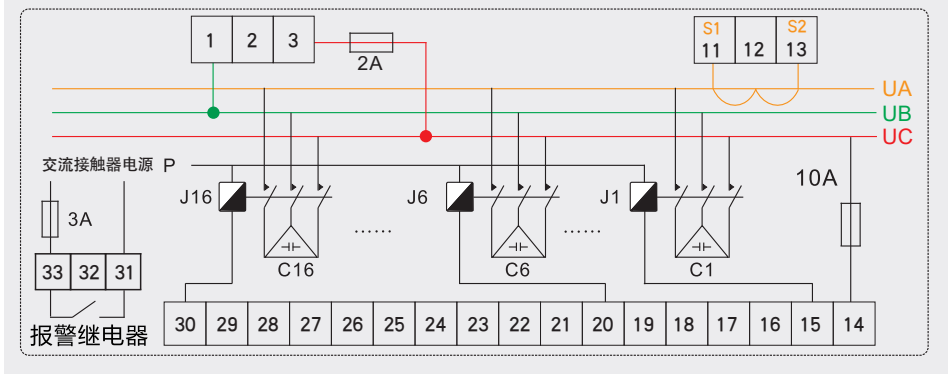 S1 S2
1 2 3 11 12 13
2A
UA
UB
UC
交流接触器电源 P
10A
J16 J6 J1
3A
...... ......
C16 C6 C1
33 32 31
报警继电器
30 29 28 27 26 25 24 23 22 21 20 19 18 17 16 15 14